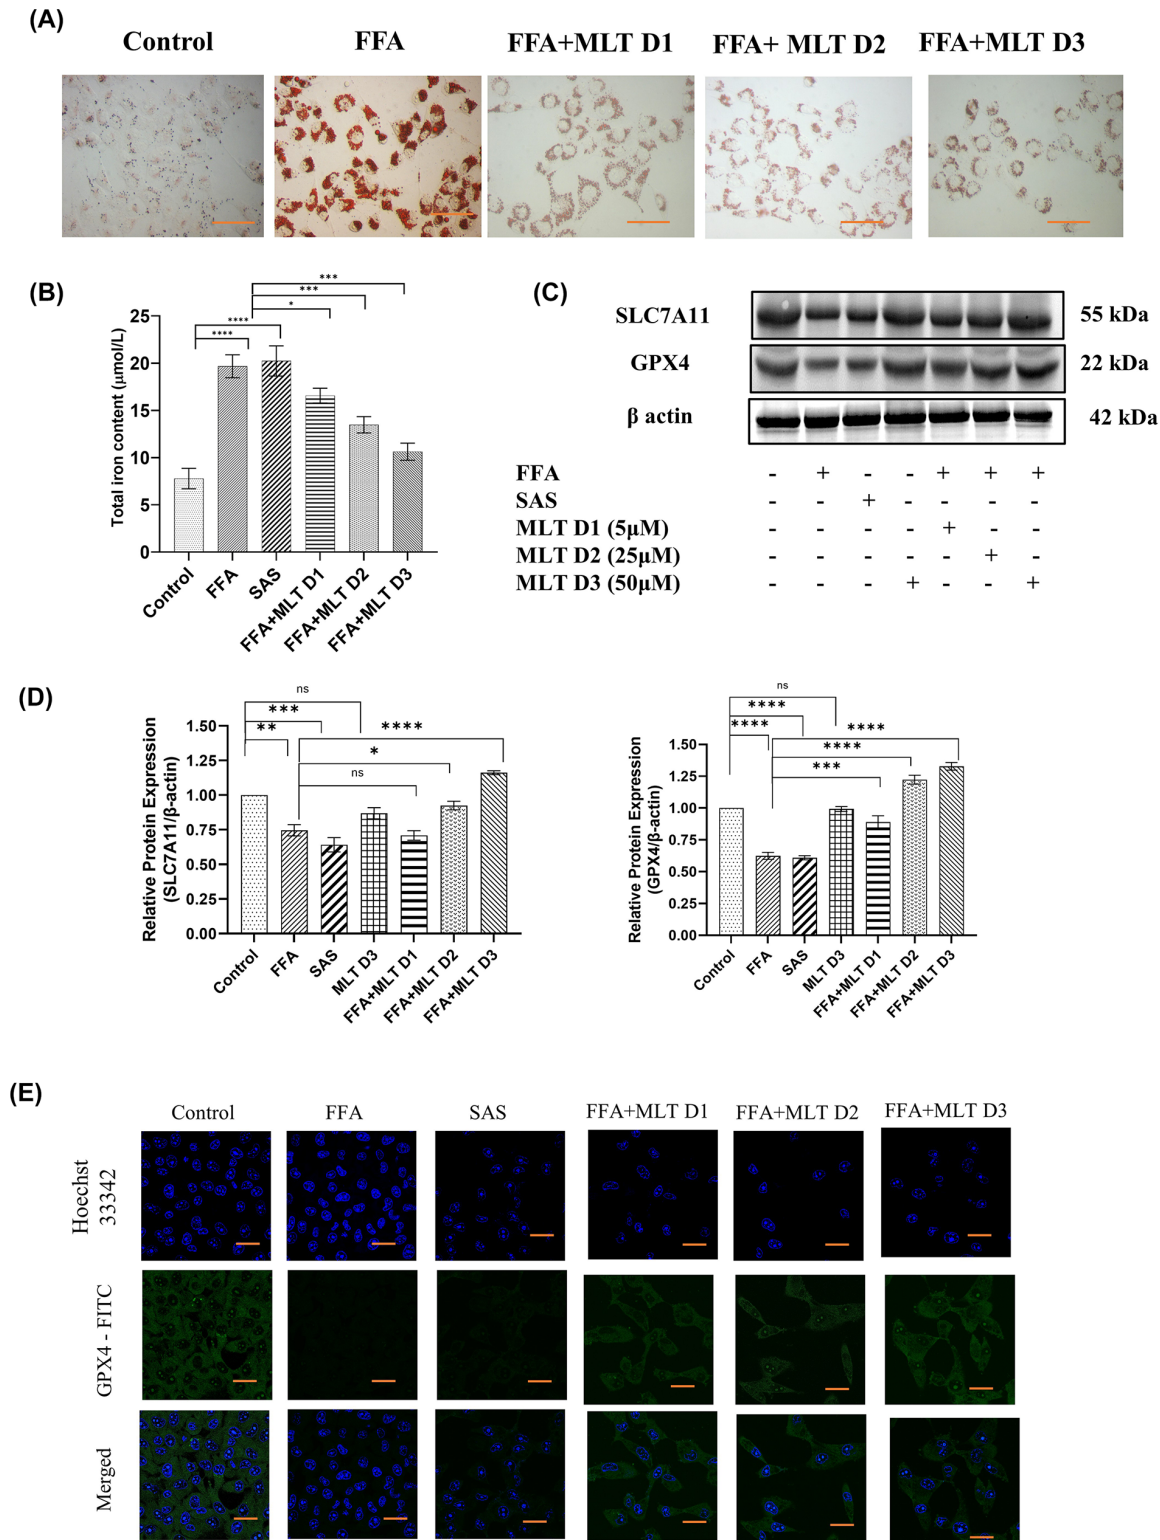 (A)
Control FFA FFA+MLT D1 FFA+ MLT D2 FFA+MLT D3
(B)
***
***
*
****
****
Total iron content (µmol/L)
25
20
15
10
5
0
Control FFA SAS FFA+MLT D1 FFA+MLT D2 FFA+MLT D3
(C)
SLC7A11 55 kDa
GPX4 22 kDa
β actin 42 kDa
FFA - + - - + + +
SAS - - + - - - -
MLT D1 (5µM) - - - - + - -
MLT D2 (25µM) - - - - - + -
MLT D3 (50µM) - - - + - - +
(D)
ns
***
**
****
*
ns
Relative Protein Expression
(SLC7A11/β-actin)
1.50
1.25
1.00
0.75
0.50
0.25
0.00
Control FFA SAS MLT D3 FFA+MLT D1 FFA+MLT D2 FFA+MLT D3
ns
****
****
****
****
***
Relative Protein Expression
(GPX4/β-actin)
1.50
1.25
1.00
0.75
0.50
0.25
0.00
Control FFA SAS MLT D3 FFA+MLT D1 FFA+MLT D2 FFA+MLT D3
(E)
Control FFA SAS FFA+MLT D1 FFA+MLT D2 FFA+MLT D3
Hoechst
33342
GPX4 - FITC
Merged